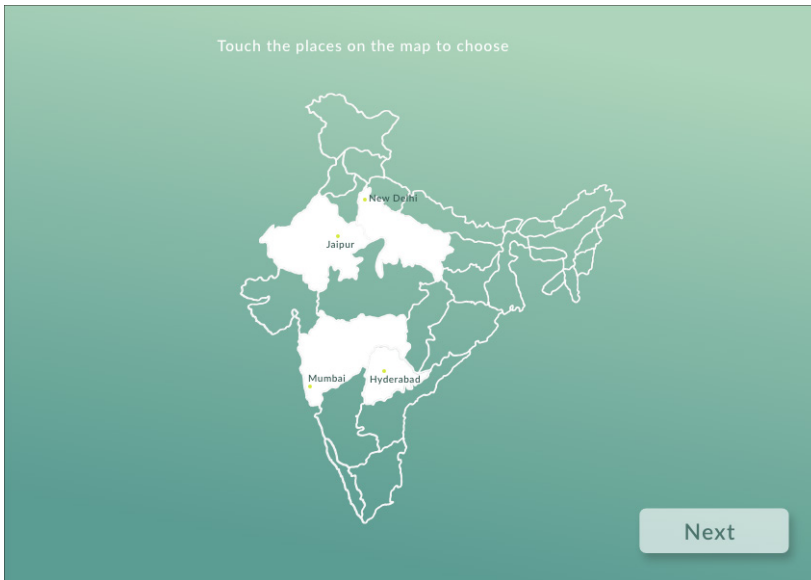 Touch the places on the map to choose
New Delhi
Jaipur
Mumbai
Hyderabad
Next